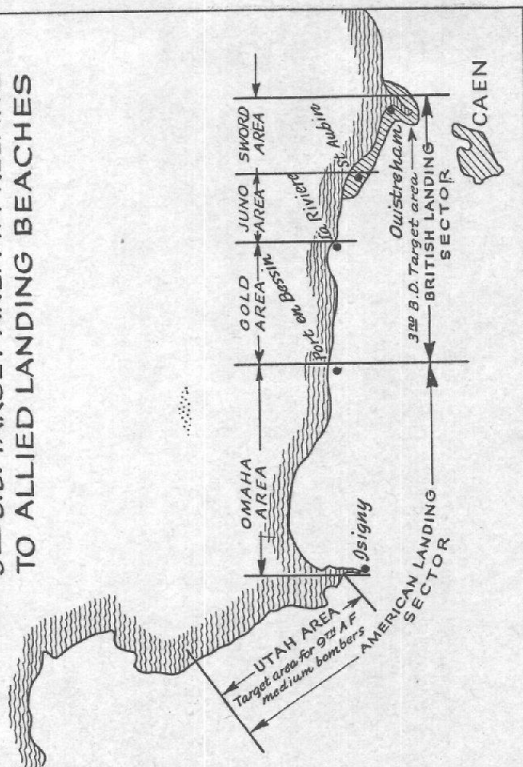 TO ALLIED LANDING BEACHES
UTAH AREA
Target area for 9TH A F
medium bombers
AMERICAN LANDING
SECTOR
OMAHA
AREA
Isigny
GOLD
AREA
Port en Bessin
JUNO
AREA
la Riviere
SWORD
AREA
St. Aubin
Ouistreham
3RD B.D. Target area
BRITISH LANDING
SECTOR
CAEN